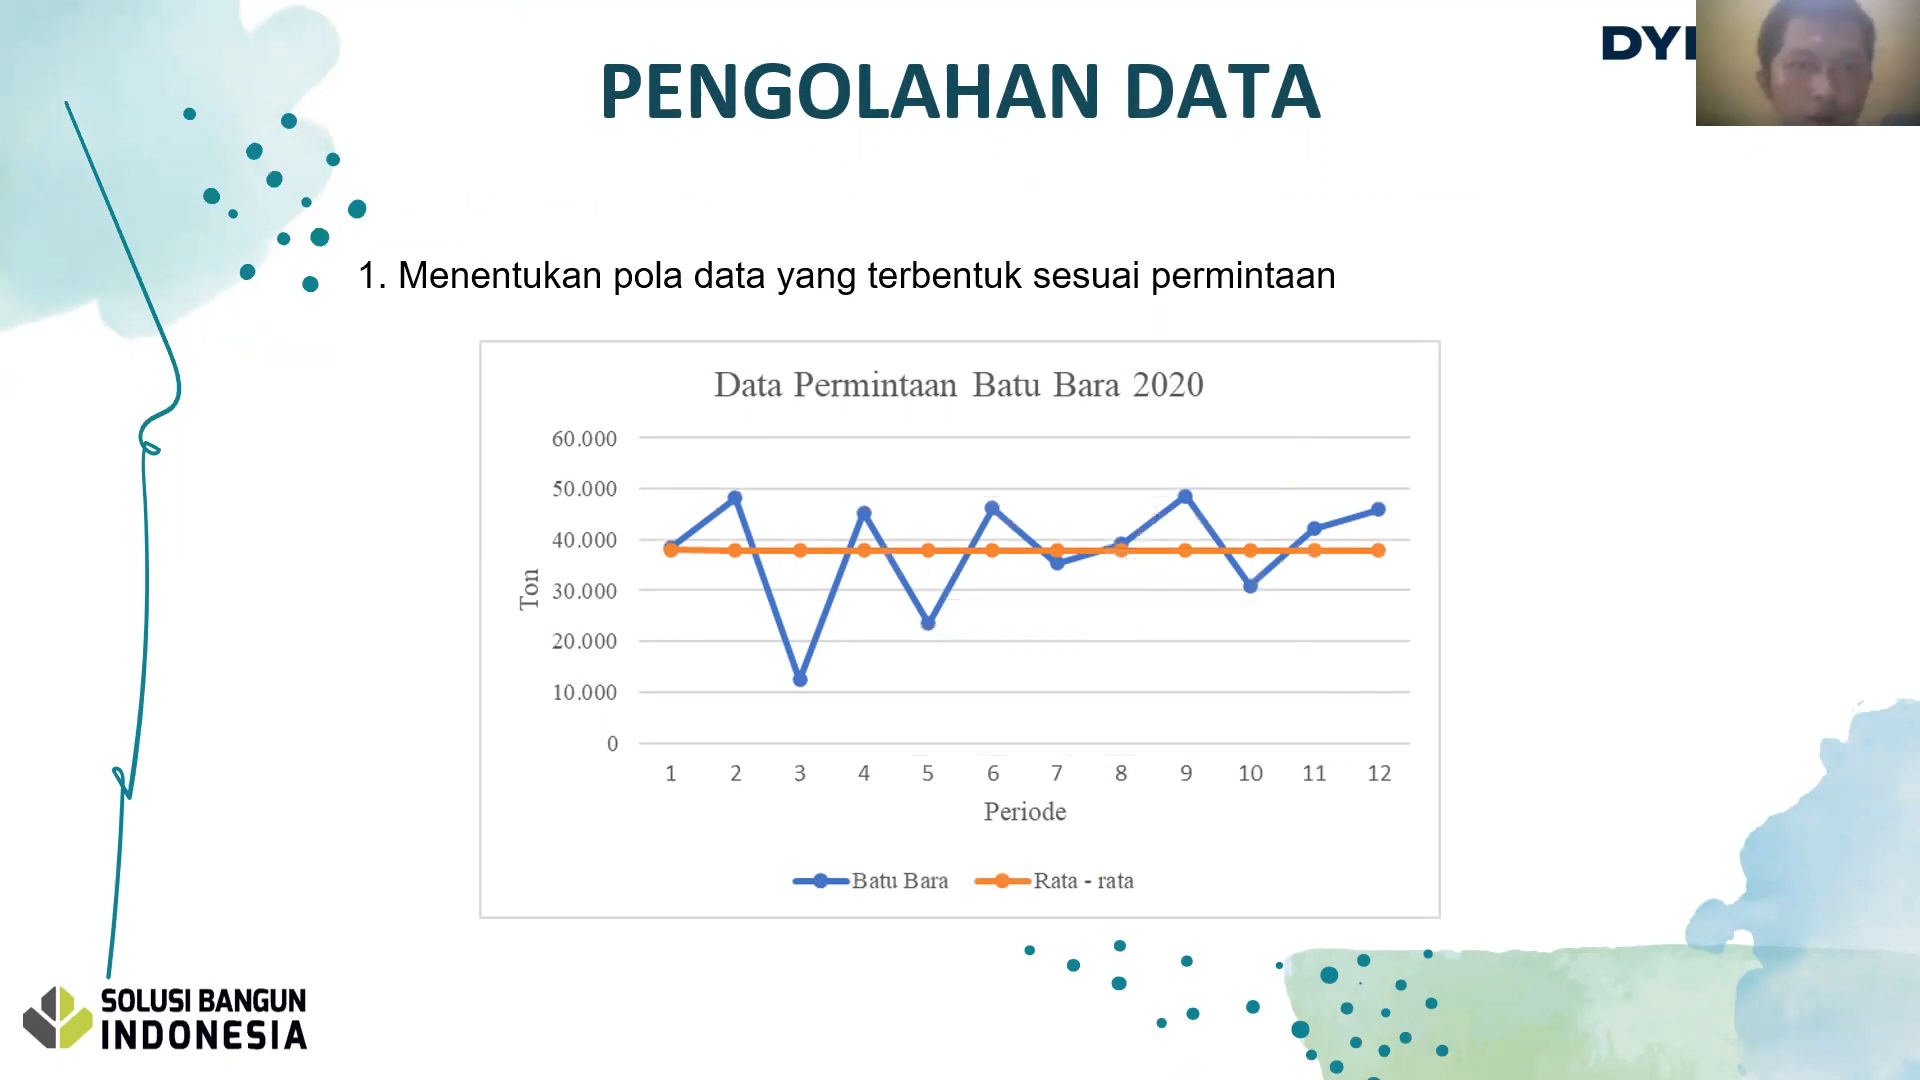 DYI
PENGOLAHAN DATA
1. Menentukan pola data yang terbentuk sesuai permintaan
Data Permintaan Batu Bara 2020
60.000
50.000
40.000
30.000
20.000
10.000
0
Ton
1 2 3 4 5 6 7 8 9 10 11 12
Periode
Batu Bara Rata - rata
SOLUSI BANGUN
INDONESIA